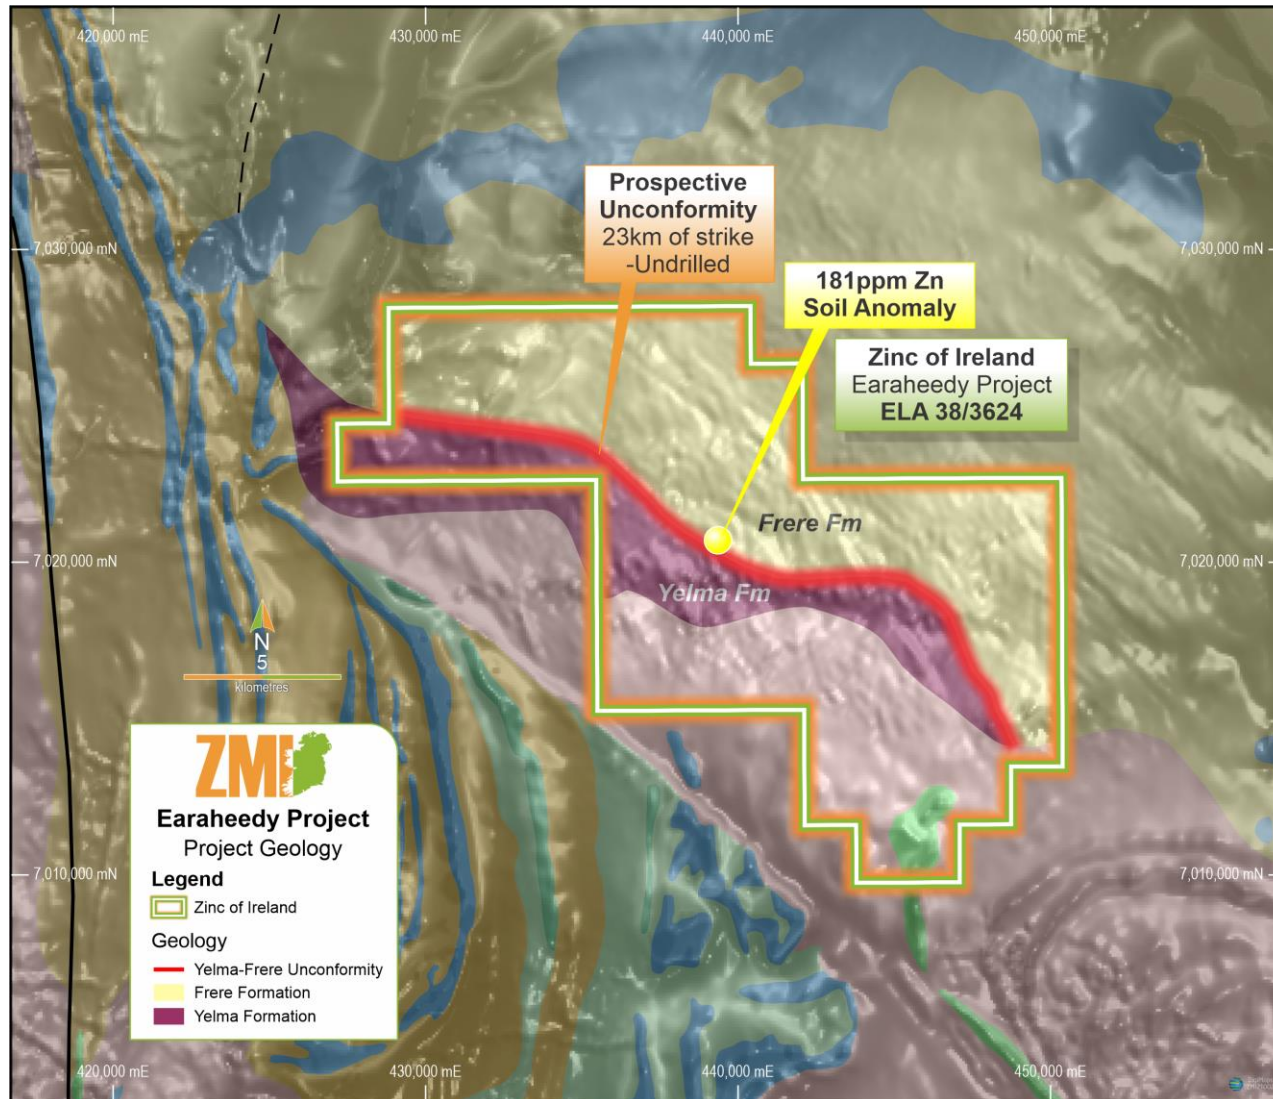 420,000 mE
430,000 mE
440,000 mE
450,000 mE
Prospective
Unconformity
23km of strike
-Undrilled
7,030,000 mN
7,030,000 mN
181ppm Zn
Soil Anomaly
Zinc of Ireland
Earaheedy Project
ELA 38/3624
Frere Fm
7,020,000 mN
7,020,000 mN
Yelma Fm
N
5
kilometres
ZMI
Earaheedy Project
Project Geology
Legend
Zinc of Ireland
Geology
Yelma-Frere Unconformity
Frere Formation
Yelma Formation
7,010,000 mN
7,010,000 mN
420,000 mE
430,000 mE
440,000 mE
450,000 mE